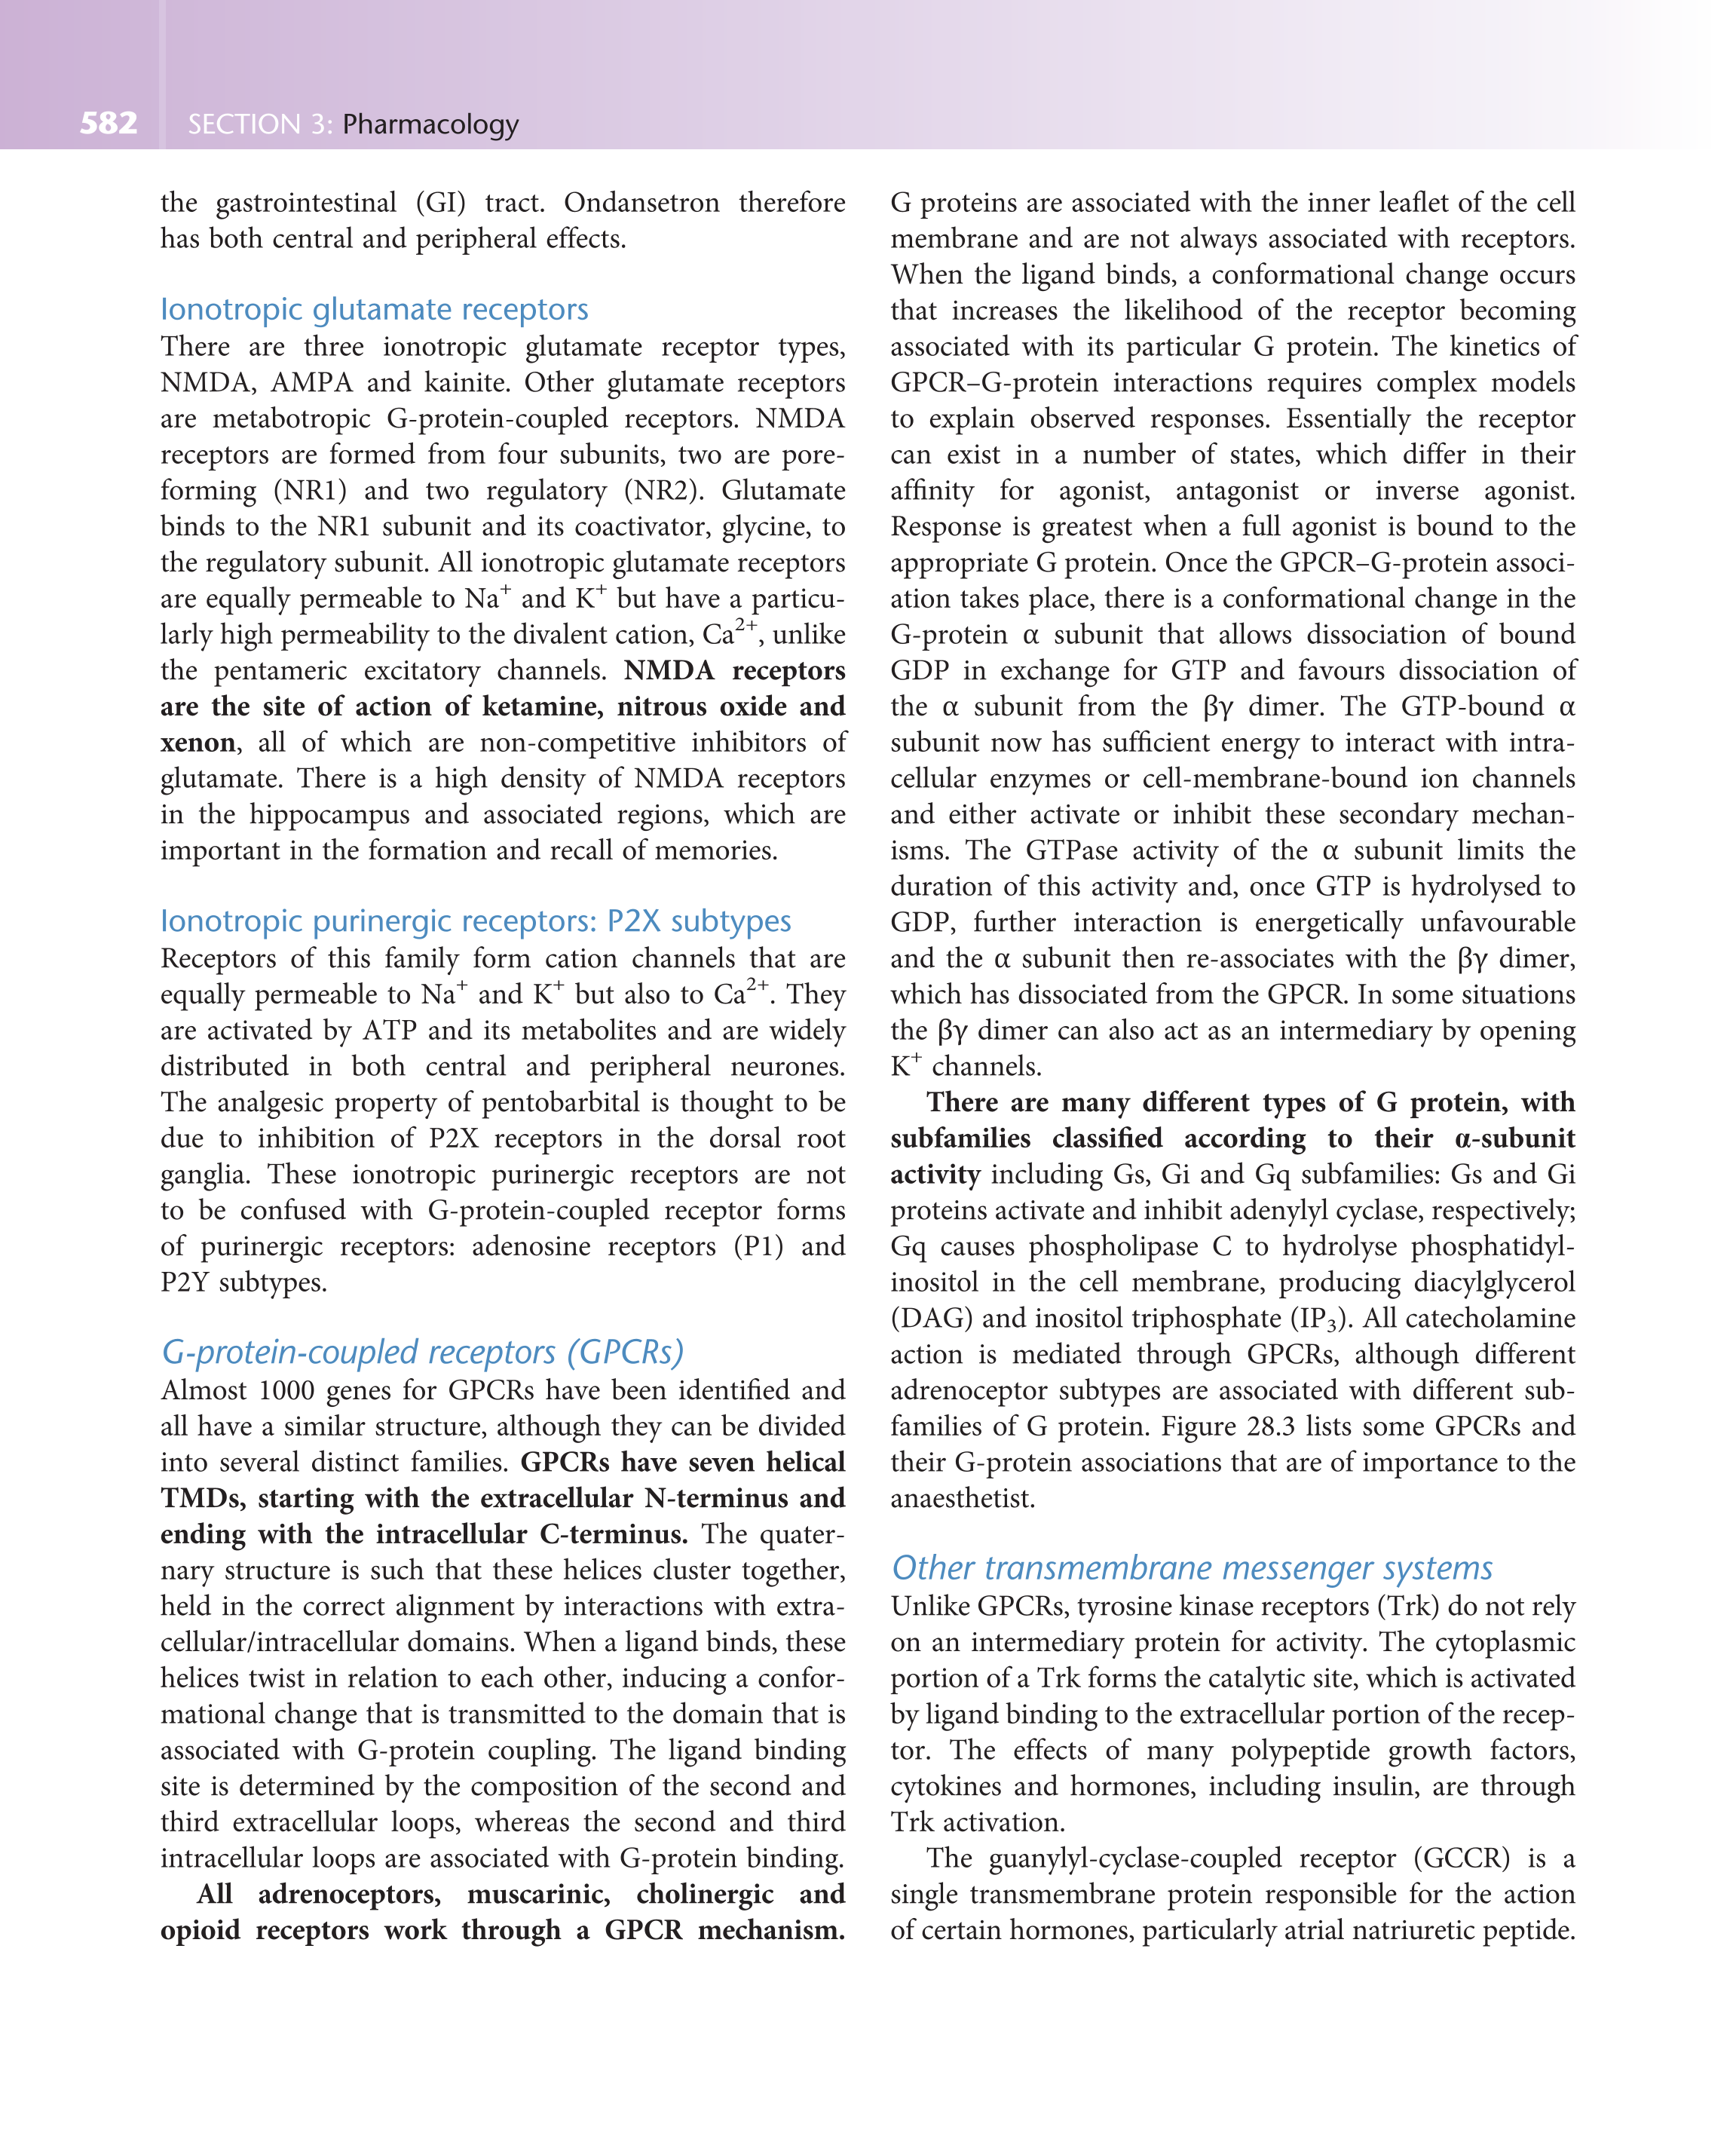 582 SECTION 3: Pharmacology
the gastrointestinal (GI) tract. Ondansetron therefore
has both central and peripheral effects.
Ionotropic glutamate receptors
There are three ionotropic glutamate receptor types,
NMDA, AMPA and kainite. Other glutamate receptors
are metabotropic G-protein-coupled receptors. NMDA
receptors are formed from four subunits, two are pore-
forming (NR1) and two regulatory (NR2). Glutamate
binds to the NR1 subunit and its coactivator, glycine, to
the regulatory subunit. All ionotropic glutamate receptors
are equally permeable to Na⁺ and K⁺ but have a particu-
larly high permeability to the divalent cation, Ca²⁺, unlike
the pentameric excitatory channels. NMDA receptors
are the site of action of ketamine, nitrous oxide and
xenon, all of which are non-competitive inhibitors of
glutamate. There is a high density of NMDA receptors
in the hippocampus and associated regions, which are
important in the formation and recall of memories.
Ionotropic purinergic receptors: P2X subtypes
Receptors of this family form cation channels that are
equally permeable to Na⁺ and K⁺ but also to Ca²⁺. They
are activated by ATP and its metabolites and are widely
distributed in both central and peripheral neurones.
The analgesic property of pentobarbital is thought to be
due to inhibition of P2X receptors in the dorsal root
ganglia. These ionotropic purinergic receptors are not
to be confused with G-protein-coupled receptor forms
of purinergic receptors: adenosine receptors (P1) and
P2Y subtypes.
G-protein-coupled receptors (GPCRs)
Almost 1000 genes for GPCRs have been identified and
all have a similar structure, although they can be divided
into several distinct families. GPCRs have seven helical
TMDs, starting with the extracellular N-terminus and
ending with the intracellular C-terminus. The quater-
nary structure is such that these helices cluster together,
held in the correct alignment by interactions with extra-
cellular/intracellular domains. When a ligand binds, these
helices twist in relation to each other, inducing a confor-
mational change that is transmitted to the domain that is
associated with G-protein coupling. The ligand binding
site is determined by the composition of the second and
third extracellular loops, whereas the second and third
intracellular loops are associated with G-protein binding.
All adrenoceptors, muscarinic, cholinergic and
opioid receptors work through a GPCR mechanism.
G proteins are associated with the inner leaflet of the cell
membrane and are not always associated with receptors.
When the ligand binds, a conformational change occurs
that increases the likelihood of the receptor becoming
associated with its particular G protein. The kinetics of
GPCR–G-protein interactions requires complex models
to explain observed responses. Essentially the receptor
can exist in a number of states, which differ in their
affinity for agonist, antagonist or inverse agonist.
Response is greatest when a full agonist is bound to the
appropriate G protein. Once the GPCR–G-protein associ-
ation takes place, there is a conformational change in the
G-protein α subunit that allows dissociation of bound
GDP in exchange for GTP and favours dissociation of
the α subunit from the βγ dimer. The GTP-bound α
subunit now has sufficient energy to interact with intra-
cellular enzymes or cell-membrane-bound ion channels
and either activate or inhibit these secondary mechan-
isms. The GTPase activity of the α subunit limits the
duration of this activity and, once GTP is hydrolysed to
GDP, further interaction is energetically unfavourable
and the α subunit then re-associates with the βγ dimer,
which has dissociated from the GPCR. In some situations
the βγ dimer can also act as an intermediary by opening
K⁺ channels.
There are many different types of G protein, with
subfamilies classified according to their α-subunit
activity including Gs, Gi and Gq subfamilies: Gs and Gi
proteins activate and inhibit adenylyl cyclase, respectively;
Gq causes phospholipase C to hydrolyse phosphatidyl-
inositol in the cell membrane, producing diacylglycerol
(DAG) and inositol triphosphate (IP₃). All catecholamine
action is mediated through GPCRs, although different
adrenoceptor subtypes are associated with different sub-
families of G protein. Figure 28.3 lists some GPCRs and
their G-protein associations that are of importance to the
anaesthetist.
Other transmembrane messenger systems
Unlike GPCRs, tyrosine kinase receptors (Trk) do not rely
on an intermediary protein for activity. The cytoplasmic
portion of a Trk forms the catalytic site, which is activated
by ligand binding to the extracellular portion of the recep-
tor. The effects of many polypeptide growth factors,
cytokines and hormones, including insulin, are through
Trk activation.
The guanylyl-cyclase-coupled receptor (GCCR) is a
single transmembrane protein responsible for the action
of certain hormones, particularly atrial natriuretic peptide.